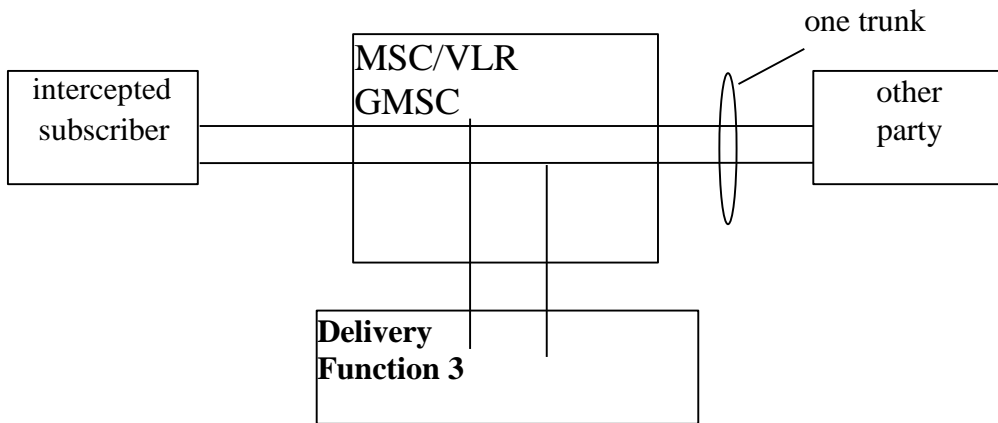 one trunk
MSC/VLR
GMSC
intercepted
subscriber
other
party
Delivery
Function 3